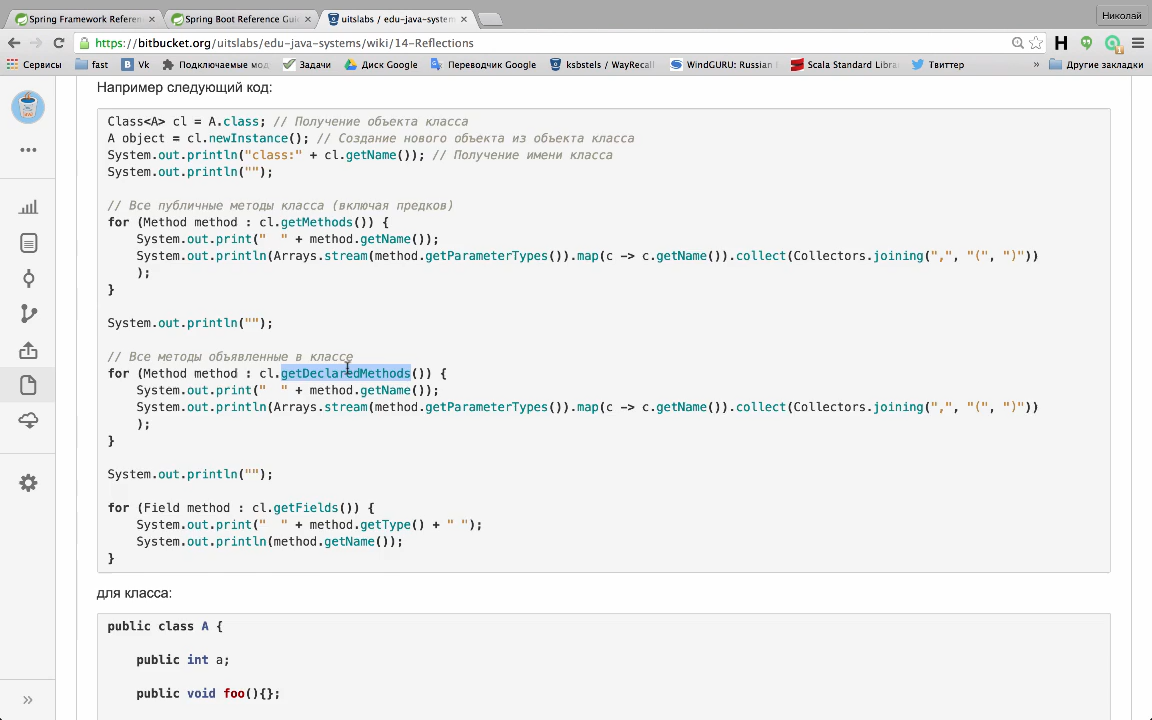 Spring Framework Referen
Spring Boot Reference Gui
uitslabs / edu-java-system
Николай
https://bitbucket.org/uitslabs/edu-java-systems/wiki/14-Reflections
Сервисы
fast
Vk
Подключаемые мод
Задачи
Диск Google
Переводчик Google
ksbstels / WayRecall
WindGURU: Russian
Scala Standard Libra
Твиттер
»
Другие закладки
Например следующий код:
Class<A> cl = A.class; // Получение объекта класса
A object = cl.newInstance(); // Создание нового объекта из объекта класса
System.out.println("class:" + cl.getName()); // Получение имени класса
System.out.println("");
// Все публичные методы класса (включая предков)
for (Method method : cl.getMethods()) {
System.out.print("  " + method.getName());
System.out.println(Arrays.stream(method.getParameterTypes()).map(c -> c.getName()).collect(Collectors.joining(",", "(", ")"))
);
}
System.out.println("");
// Все методы объявленные в классе
for (Method method : cl.getDeclaredMethods()) {
System.out.print("  " + method.getName());
System.out.println(Arrays.stream(method.getParameterTypes()).map(c -> c.getName()).collect(Collectors.joining(",", "(", ")"))
);
}
System.out.println("");
for (Field method : cl.getFields()) {
System.out.print("  " + method.getType() + " ");
System.out.println(method.getName());
}
для класса:
public class A {
public int a;
public void foo(){};